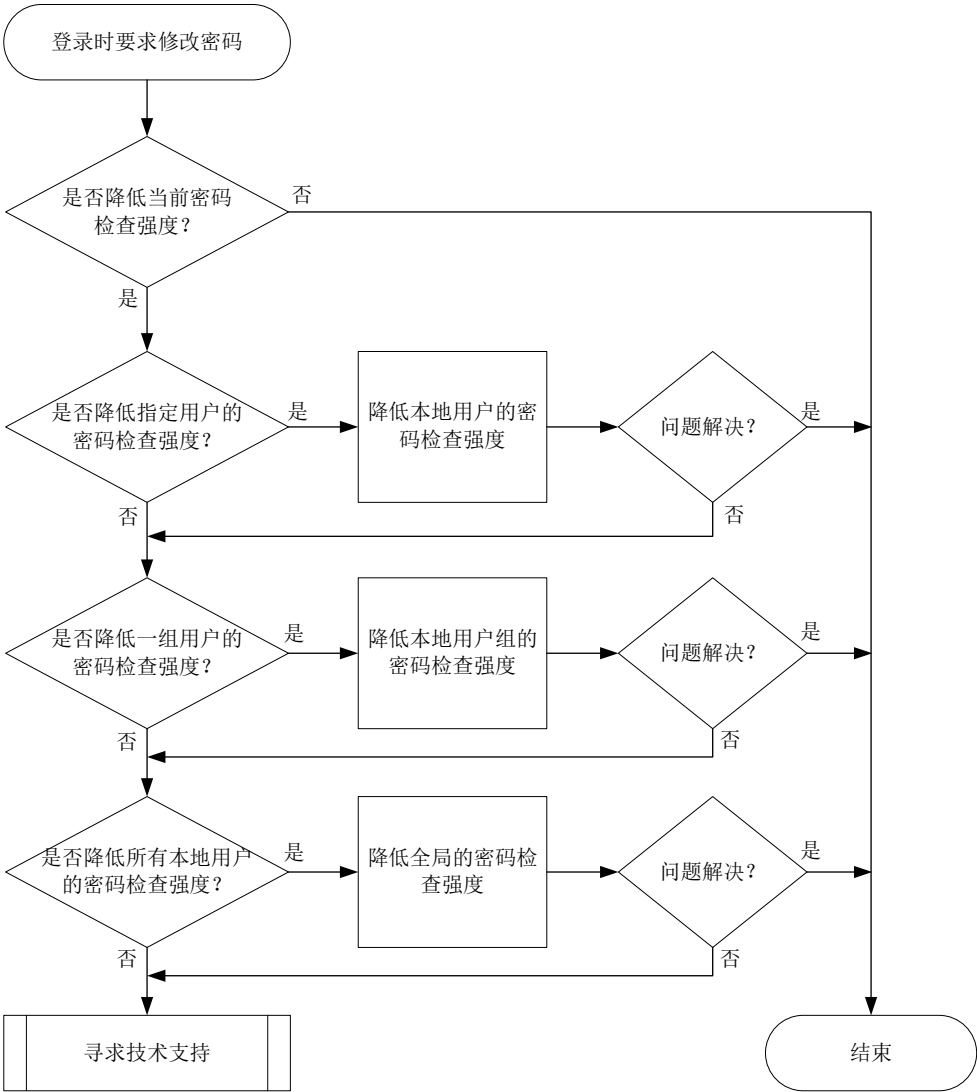 登录时要求修改密码
是否降低当前密码
检查强度？
否
是
是否降低指定用户的
密码检查强度？
是
降低本地用户的密
码检查强度
问题解决？
是
否
否
是否降低一组用户的
密码检查强度？
是
降低本地用户组的
密码检查强度
问题解决？
是
否
否
是否降低所有本地用户
的密码检查强度？
是
降低全局的密码检
查强度
问题解决？
是
否
否
寻求技术支持
结束